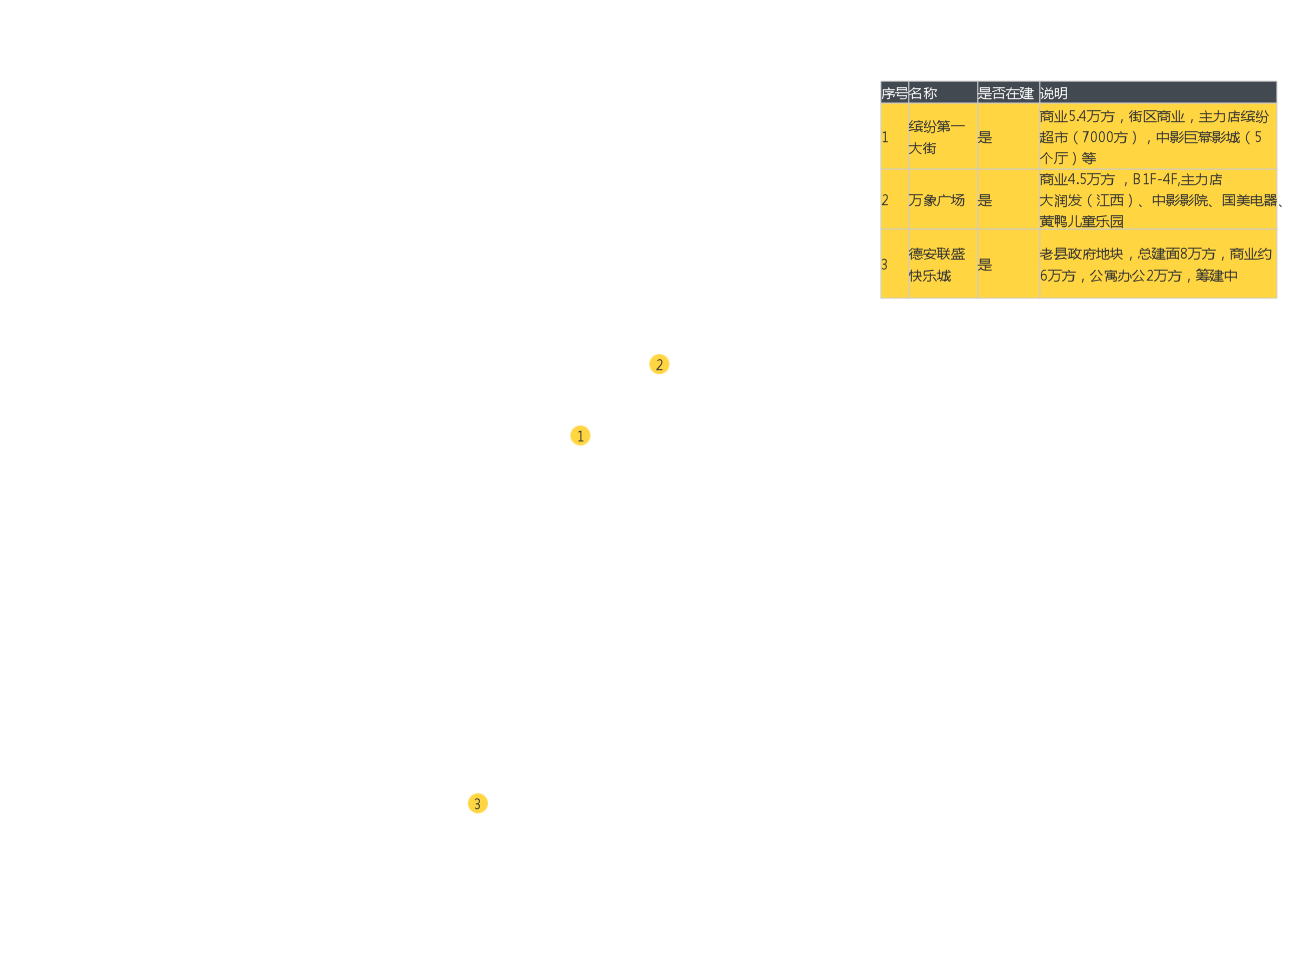 序号 名称 是否在建 说明
1 缤纷第一大街 是 商业5.4万方，街区商业，主力店缤纷
超市（7000方），中影巨幕影城（5
个厅）等
2 万象广场 是 商业4.5万方 ，B1F-4F,主力店
大润发（江西）、中影影院、国美电器、
黄鸭儿童乐园
3 德安联盛快乐城 是 老县政府地块，总建面8万方，商业约
6万方，公寓办公2万方，筹建中
2
1
3